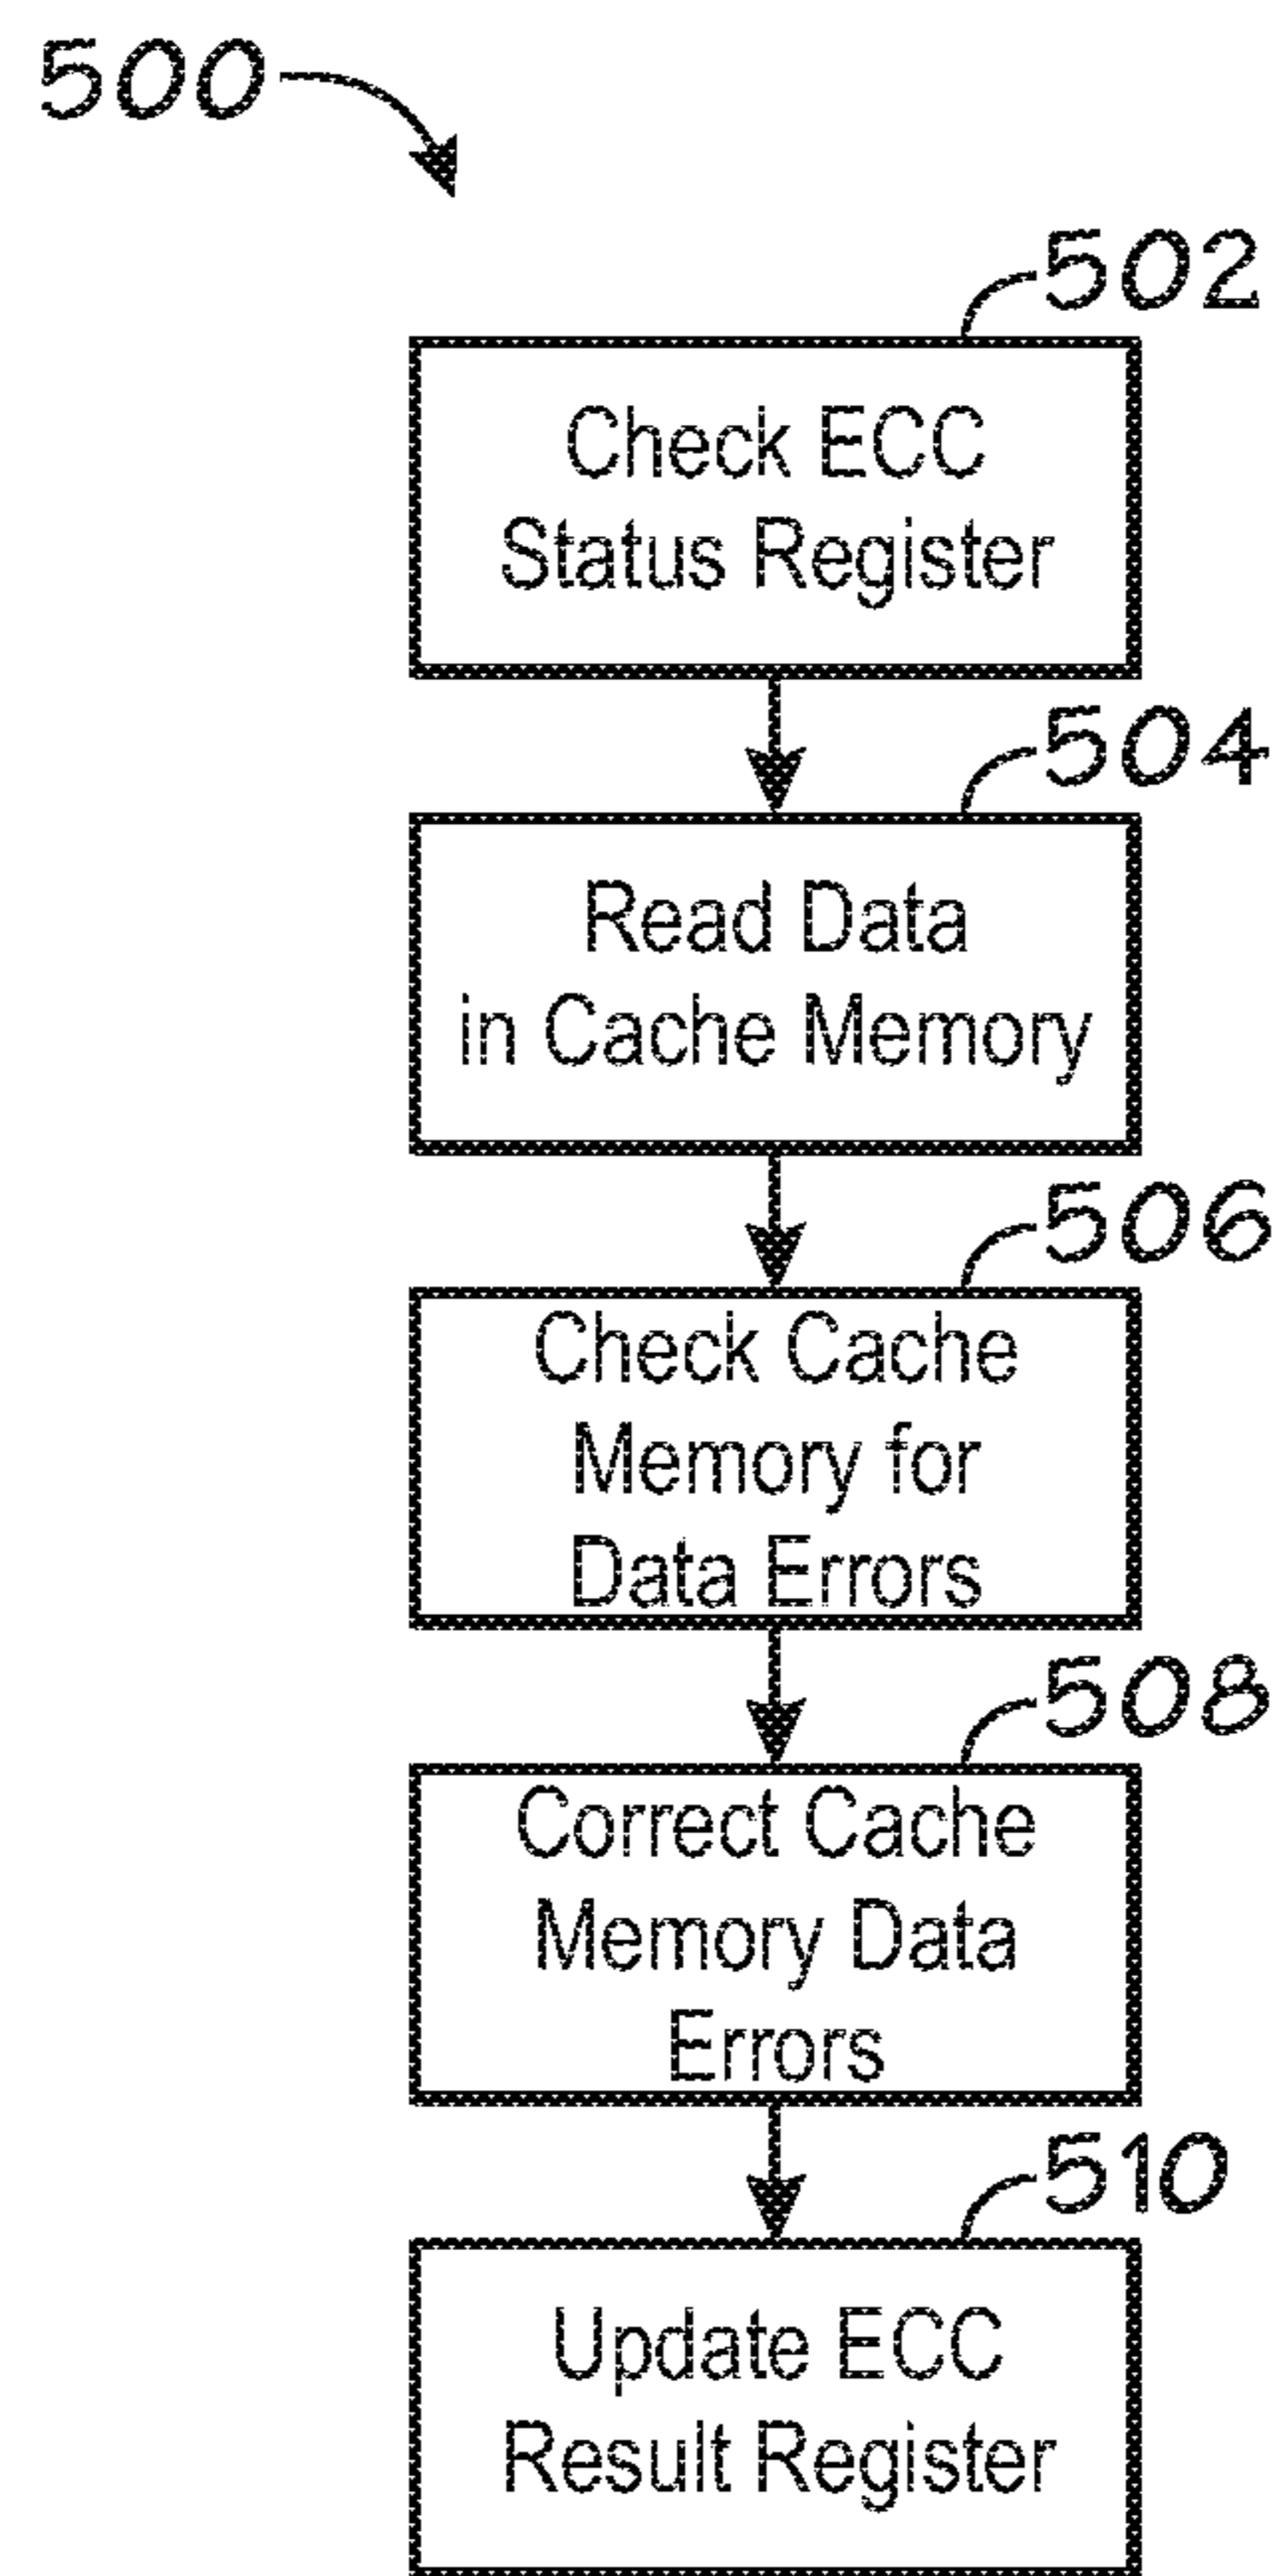 500
502
Check ECC
Status Register
504
Read Data
in Cache Memory
506
Check Cache
Memory for
Data Errors
508
Correct Cache
Memory Data
Errors
510
Update ECC
Result Register